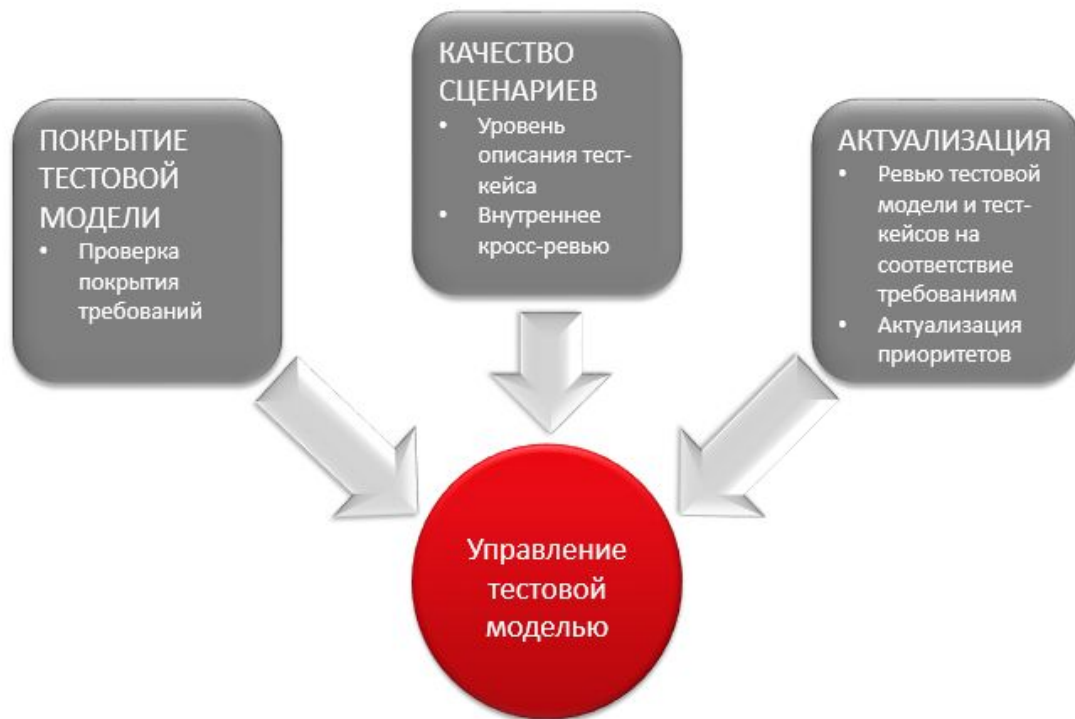 ПОКРЫТИЕ
ТЕСТОВОЙ
МОДЕЛИ
• Проверка
покрытия
требований
КАЧЕСТВО
СЦЕНАРИЕВ
• Уровень
описания тест-
кейса
• Внутреннее
кросс-ревью
АКТУАЛИЗАЦИЯ
• Ревью тестовой
модели и тест-
кейсов на
соответствие
требованиям
• Актуализация
приоритетов
Управление
тестовой
моделью